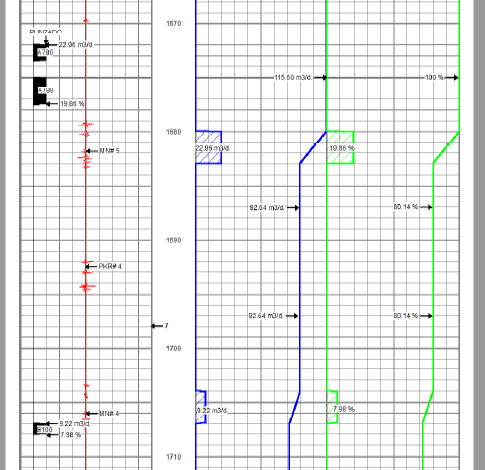 1670
PUNZADO
22.96 m3/d.
A780
115.60 m3/d.
100 %
A780
19.86 %
1680
MN# 5
22.96 m3/d.
19.86 %
92.64 m3/d.
80.14 %
1690
PKR# 4
92.64 m3/d.
80.14 %
7
1700
MN# 4
9.22 m3/d.
7.98 %
9.22 m3/d.
B100
7.98 %
1710